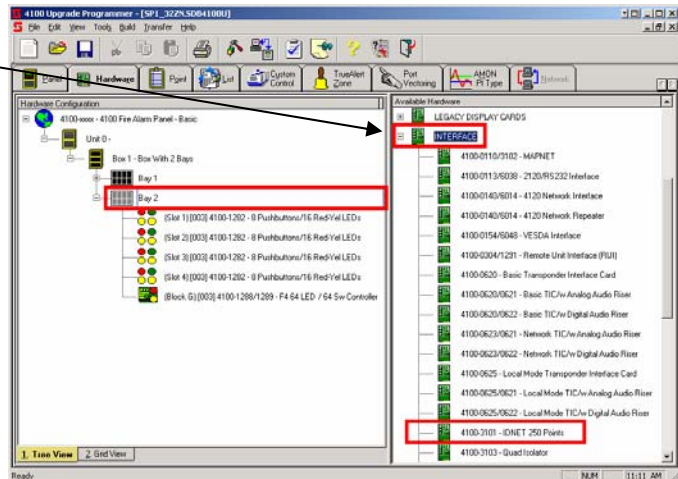 4100 Upgrade Programmer - [SP1_32Z%.SDB4100U]
File Edit View Tools Build Transfer Help
Panel
Hardware
Point
List
Custom Control
TrueAlert Zone
Port Vectoring
AMON Pt Type
Network
Hardware Configuration
4100-xxxx - 4100 Fire Alarm Panel - Basic
Unit 0 -
Box 1 - Box With 2 Bays
Bay 1
Bay 2
(Slot 1) [003] 4100-1282 - 8 Pushbuttons/16 Red-Yel LEDs
(Slot 2) [003] 4100-1282 - 8 Pushbuttons/16 Red-Yel LEDs
(Slot 3) [003] 4100-1282 - 8 Pushbuttons/16 Red-Yel LEDs
(Slot 4) [003] 4100-1282 - 8 Pushbuttons/16 Red-Yel LEDs
(Block G) [003] 4100-1288/1289 - F4 64 LED / 64 Sw Controller
1. Tree View 2. Grid View
Available Hardware
LEGACY DISPLAY CARDS
INTERFACE
4100-0110/3102 - MAPNET
4100-0113/6038 - 2120/RS232 Interface
4100-0140/6014 - 4120 Network Interface
4100-0140/6014 - 4120 Network Repeater
4100-0154/6048 - VESDA Interface
4100-0304/1291 - Remote Unit Interface (RUI)
4100-0620 - Basic Transponder Interface Card
4100-0620/0621 - Basic TIC/w Analog Audio Riser
4100-0620/0622 - Basic TIC/w Digital Audio Riser
4100-0623/0621 - Network TIC/w Analog Audio Riser
4100-0623/0622 - Network TIC/w Digital Audio Riser
4100-0625 - Local Mode Transponder Interface Card
4100-0625/0621 - Local Mode TIC/w Analog Audio Riser
4100-0625/0622 - Local Mode TIC/w Digital Audio Riser
4100-3101 - IDNET 250 Points
4100-3103 - Quad Isolator
Ready
NUM 11:11 AM